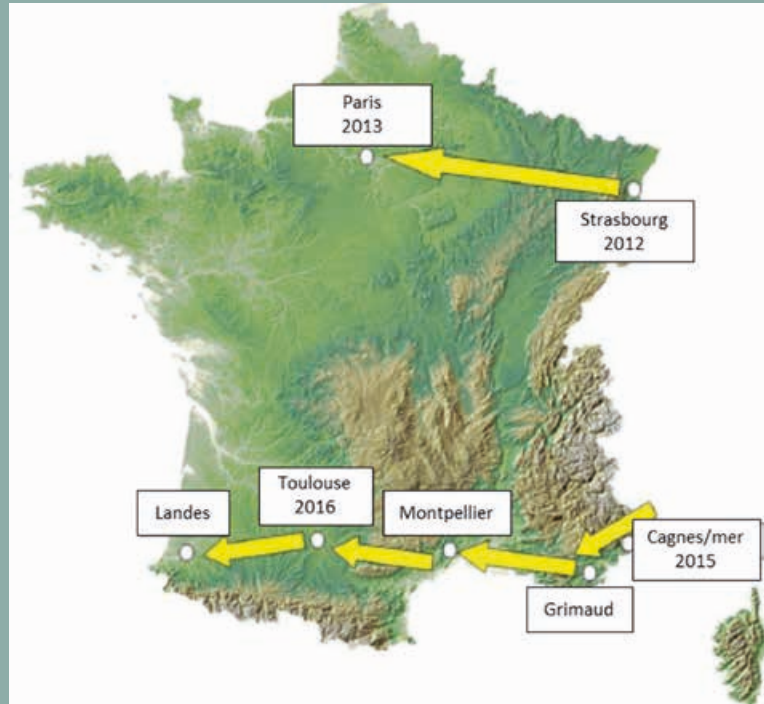 Paris
2013
Strasbourg
2012
Landes
Toulouse
2016
Montpellier
Cagnes/mer
2015
Grimaud